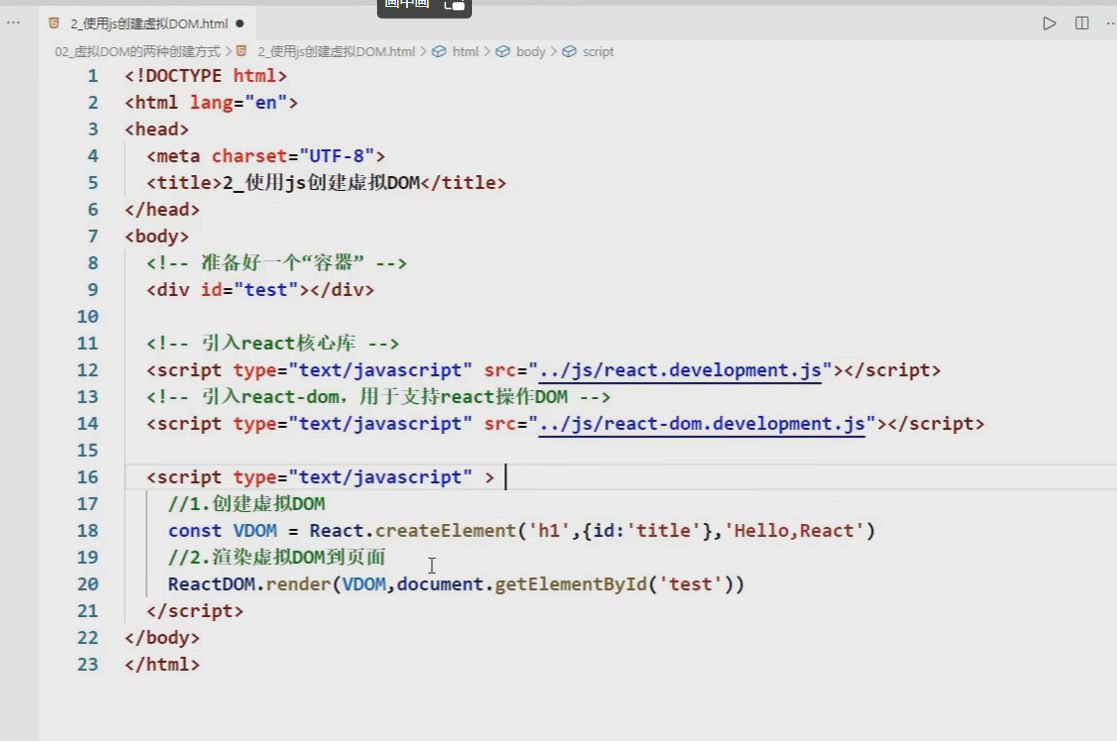 画中画
2_使用js创建虚拟DOM.html
02_虚拟DOM的两种创建方式 > 2_使用js创建虚拟DOM.html > html > body > script
1 <!DOCTYPE html>
2 <html lang="en">
3 <head>
4 <meta charset="UTF-8">
5 <title>2_使用js创建虚拟DOM</title>
6 </head>
7 <body>
8 <!-- 准备好一个“容器” -->
9 <div id="test"></div>
10
11 <!-- 引入react核心库 -->
12 <script type="text/javascript" src="../js/react.development.js"></script>
13 <!-- 引入react-dom，用于支持react操作DOM -->
14 <script type="text/javascript" src="../js/react-dom.development.js"></script>
15
16 <script type="text/javascript" >
17 //1.创建虚拟DOM
18 const VDOM = React.createElement('h1',{id:'title'},'Hello,React')
19 //2.渲染虚拟DOM到页面
20 ReactDOM.render(VDOM,document.getElementById('test'))
21 </script>
22 </body>
23 </html>